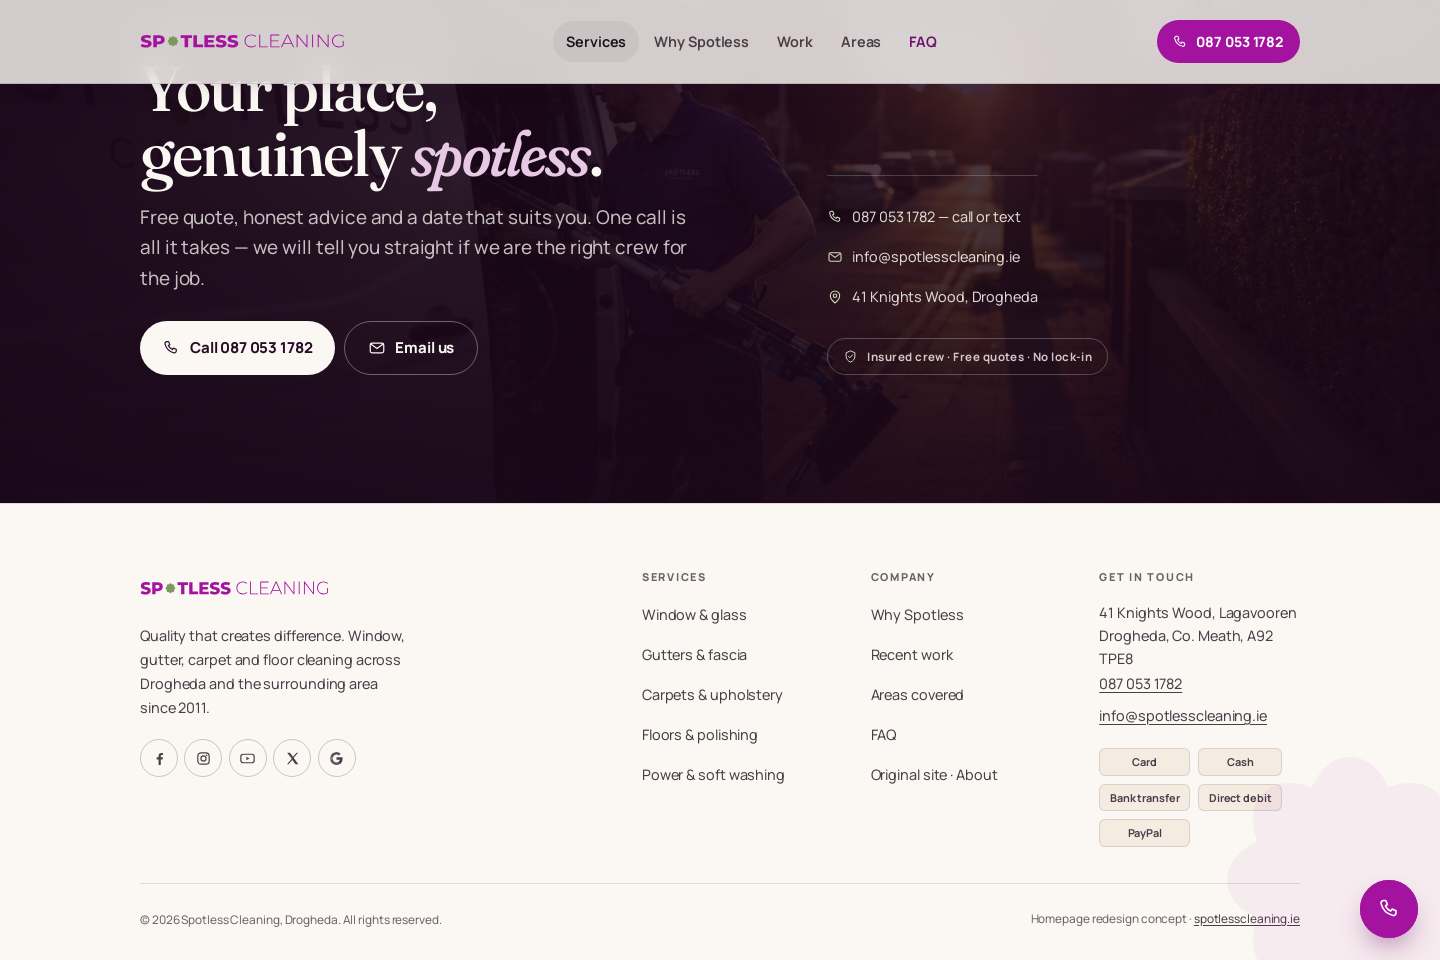 SPOTLESS CLEANING
Services
Why Spotless
Work
Areas
FAQ
087 053 1782
Your place,
genuinely spotless.
Free quote, honest advice and a date that suits you. One call is
all it takes — we will tell you straight if we are the right crew for
the job.
Call 087 053 1782
Email us
087 053 1782 — call or text
info@spotlesscleaning.ie
41 Knights Wood, Drogheda
Insured crew · Free quotes · No lock-in
SPOTLESS CLEANING
Quality that creates difference. Window,
gutter, carpet and floor cleaning across
Drogheda and the surrounding area
since 2011.
SERVICES
Window & glass
Gutters & fascia
Carpets & upholstery
Floors & polishing
Power & soft washing
COMPANY
Why Spotless
Recent work
Areas covered
FAQ
Original site · About
GET IN TOUCH
41 Knights Wood, Lagavooren
Drogheda, Co. Meath, A92
TPE8
087 053 1782
info@spotlesscleaning.ie
Card
Cash
Bank transfer
Direct debit
PayPal
© 2026 Spotless Cleaning, Drogheda. All rights reserved.
Homepage redesign concept · spotlesscleaning.ie